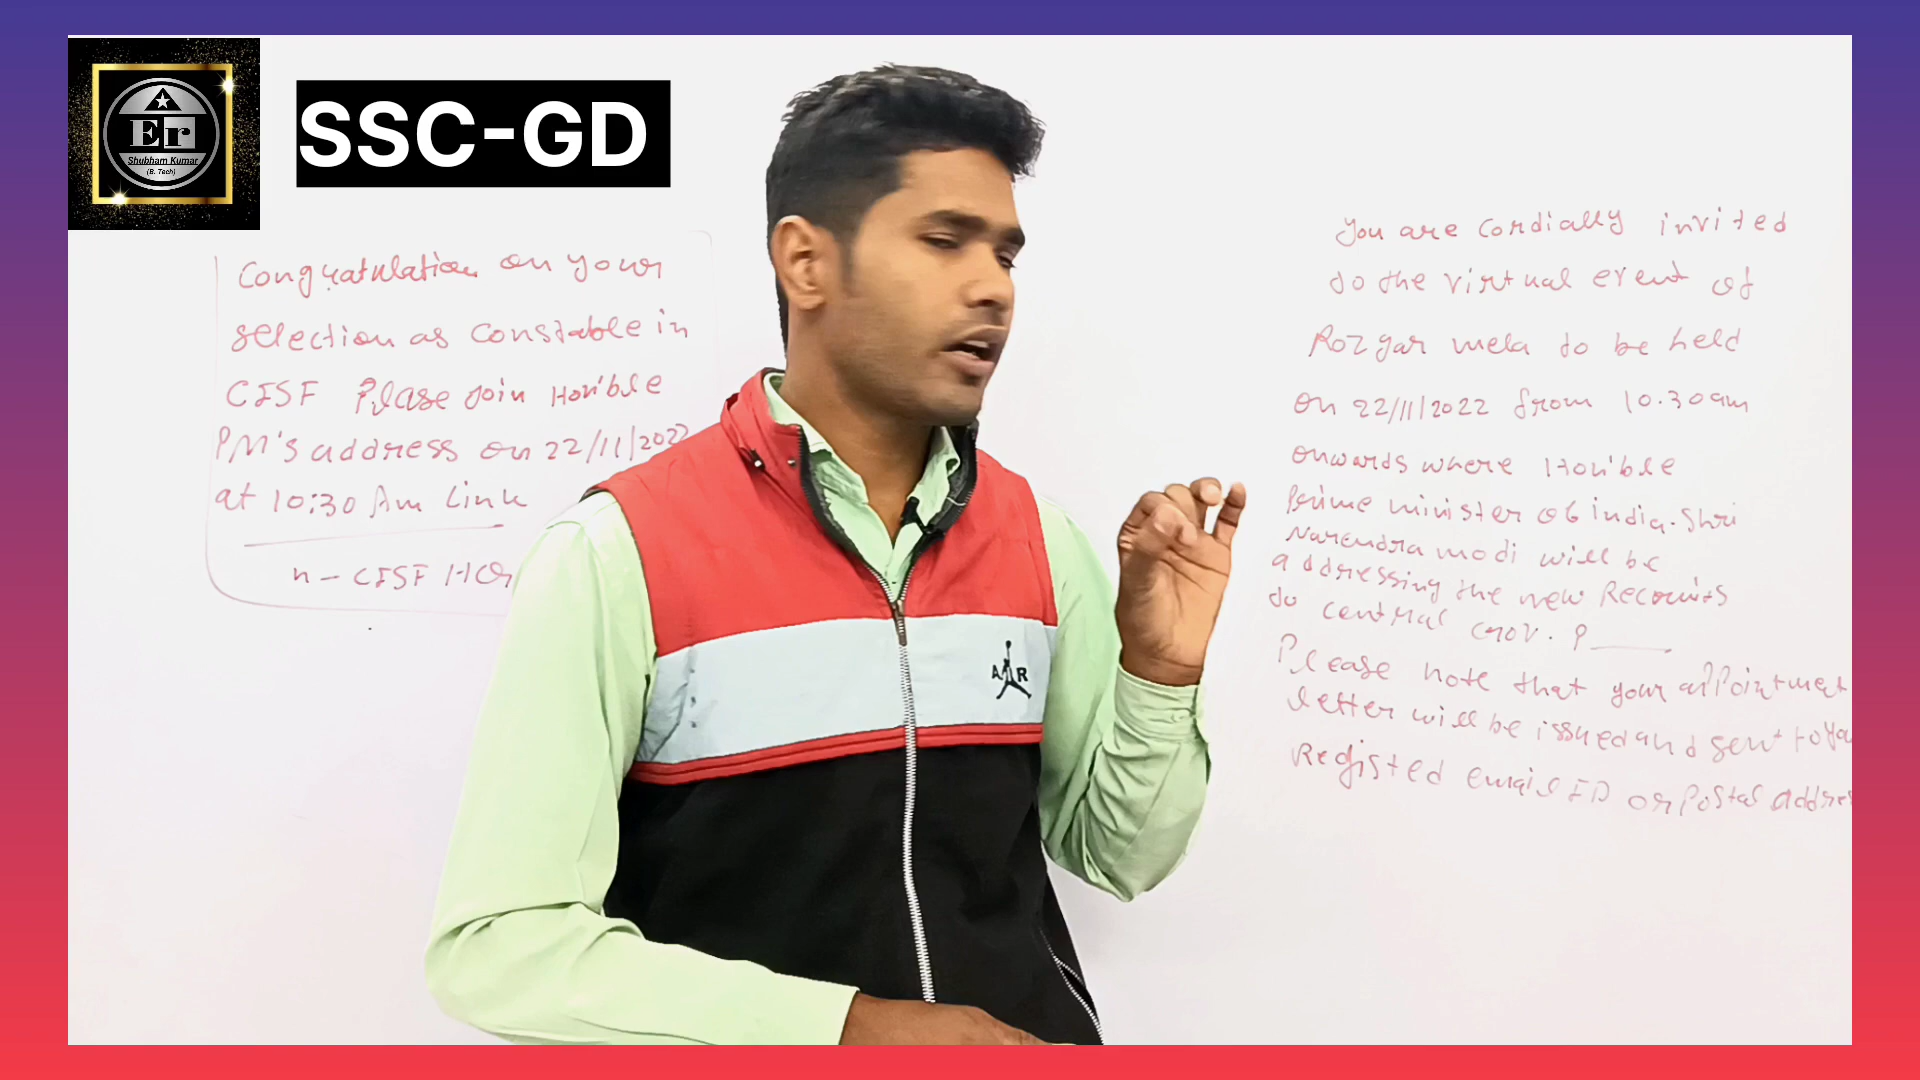 Er
Shubham Kumar
(B. Tech)
SSC-GD
Congratulation on your
selection as constable in
CISF Please Join Hon'ble
PM's address on 22/11/2022
at 10:30 Am Link
n - CISF HQ
You are cordially invited
to the virtual event of
Rozgar mela to be held
on 22/11/2022 from 10.30am
onwards where Hon'ble
Prime minister of india. Shri
Narendra modi will be
addressing the new Recruits
to central Gov. P
Please note that your appointment
letter will be issued and sent to you
Registed email ID or Postal addres
A R